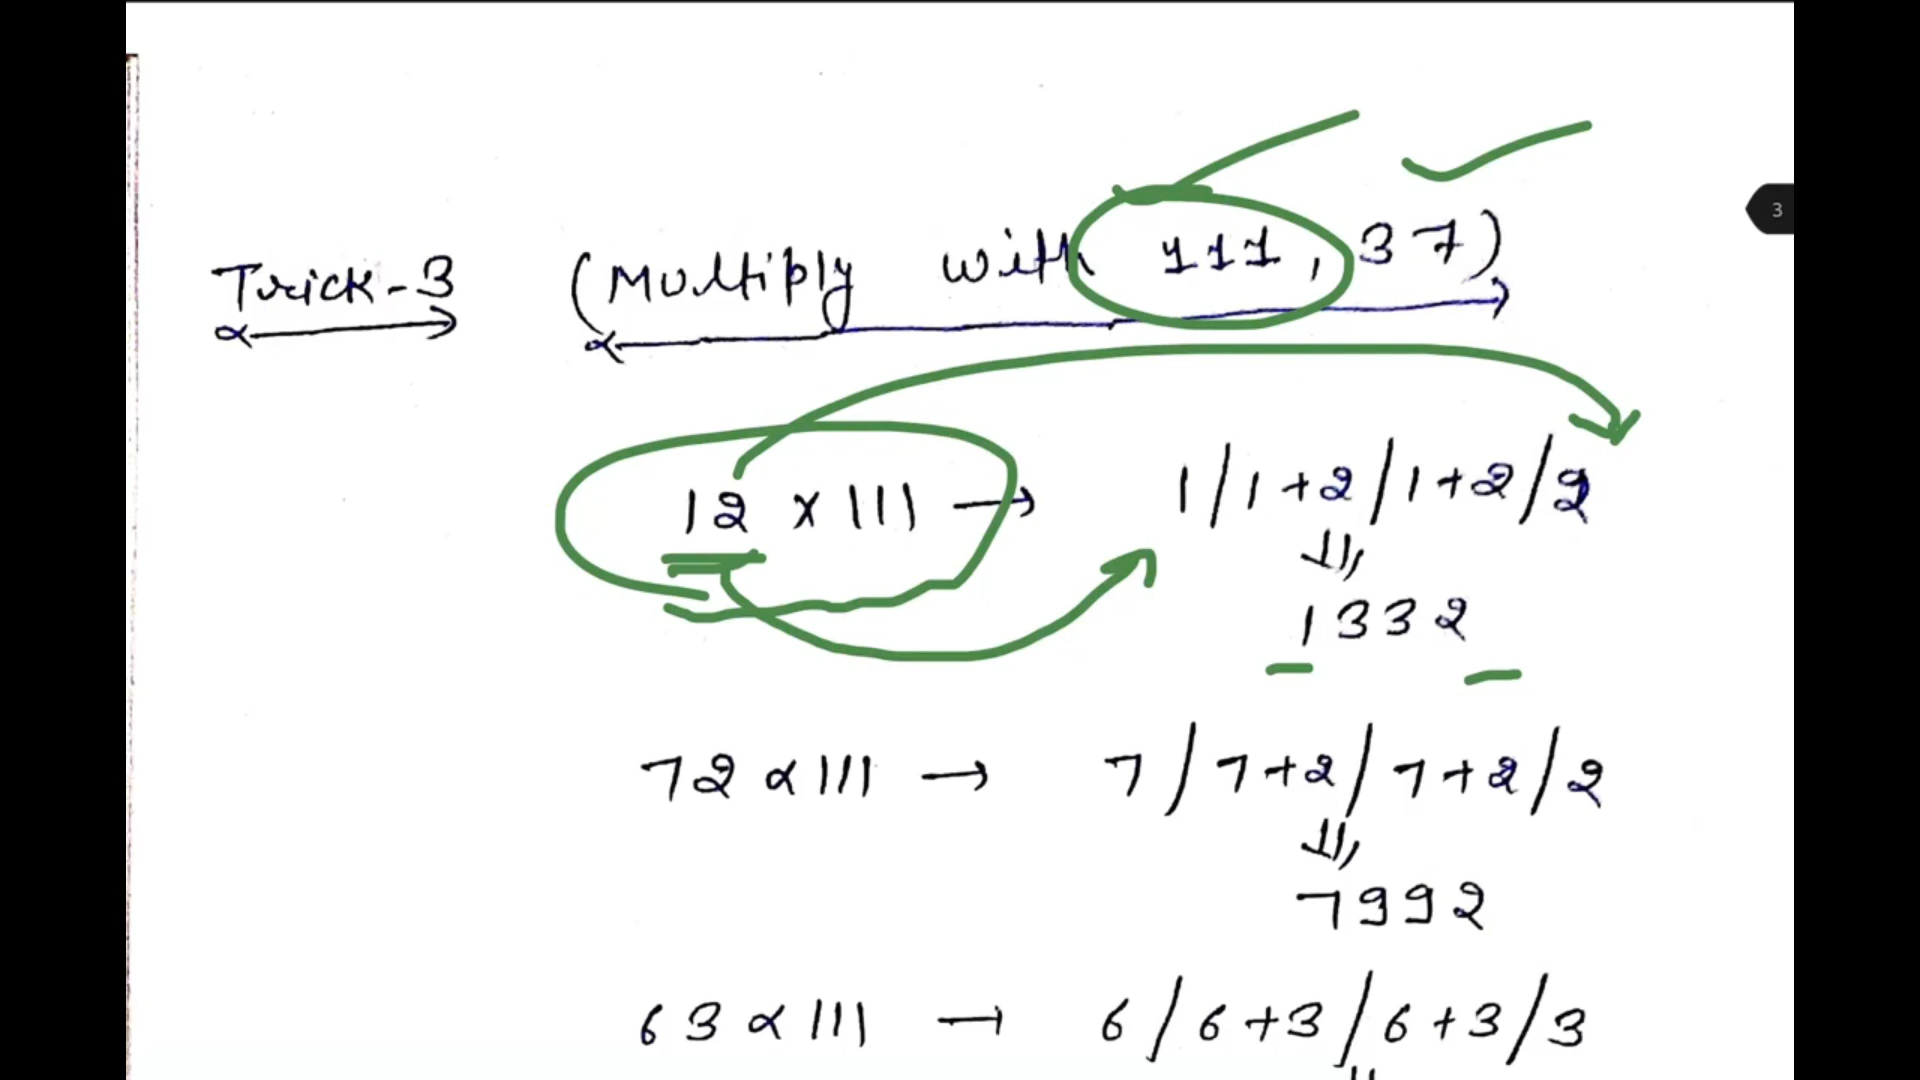 Trick-3 (Multiply with 111, 37)
3
12 x 111 → 1/1+2/1+2/2
1332
72 x 111 → 7/7+2/7+2/2
7992
63 x 111 → 6/6+3/6+3/3